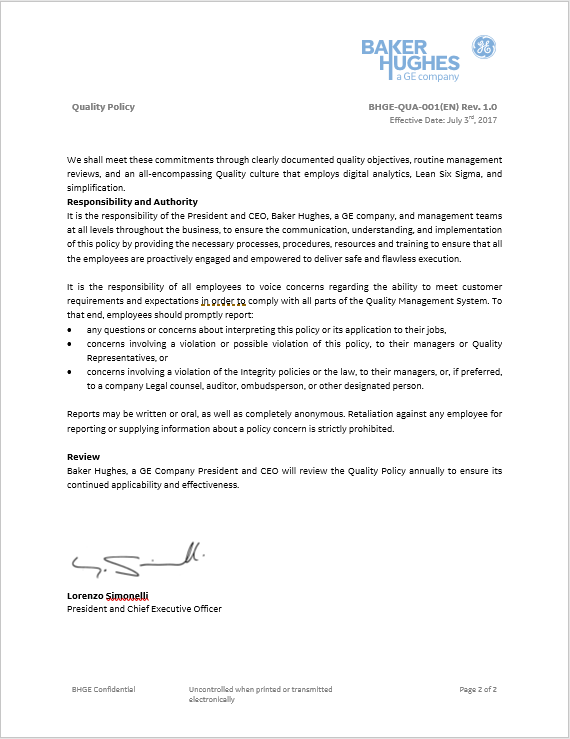 BAKER
HUGHES
a GE company
Quality Policy
BHGE-QUA-001(EN) Rev. 1.0
Effective Date: July 3rd, 2017
We shall meet these commitments through clearly documented quality objectives, routine management
reviews, and an all-encompassing Quality culture that employs digital analytics, Lean Six Sigma, and
simplification.
Responsibility and Authority
It is the responsibility of the President and CEO, Baker Hughes, a GE company, and management teams
at all levels throughout the business, to ensure the communication, understanding, and implementation
of this policy by providing the necessary processes, procedures, resources and training to ensure that all
the employees are proactively engaged and empowered to deliver safe and flawless execution.
It is the responsibility of all employees to voice concerns regarding the ability to meet customer
requirements and expectations in order to comply with all parts of the Quality Management System. To
that end, employees should promptly report:
• any questions or concerns about interpreting this policy or its application to their jobs,
• concerns involving a violation or possible violation of this policy, to their managers or Quality
Representatives, or
• concerns involving a violation of the Integrity policies or the law, to their managers, or, if preferred,
to a company Legal counsel, auditor, ombudsperson, or other designated person.
Reports may be written or oral, as well as completely anonymous. Retaliation against any employee for
reporting or supplying information about a policy concern is strictly prohibited.
Review
Baker Hughes, a GE Company President and CEO will review the Quality Policy annually to ensure its
continued applicability and effectiveness.
Lorenzo Simonelli
President and Chief Executive Officer
BHGE Confidential
Uncontrolled when printed or transmitted
electronically
Page 2 of 2